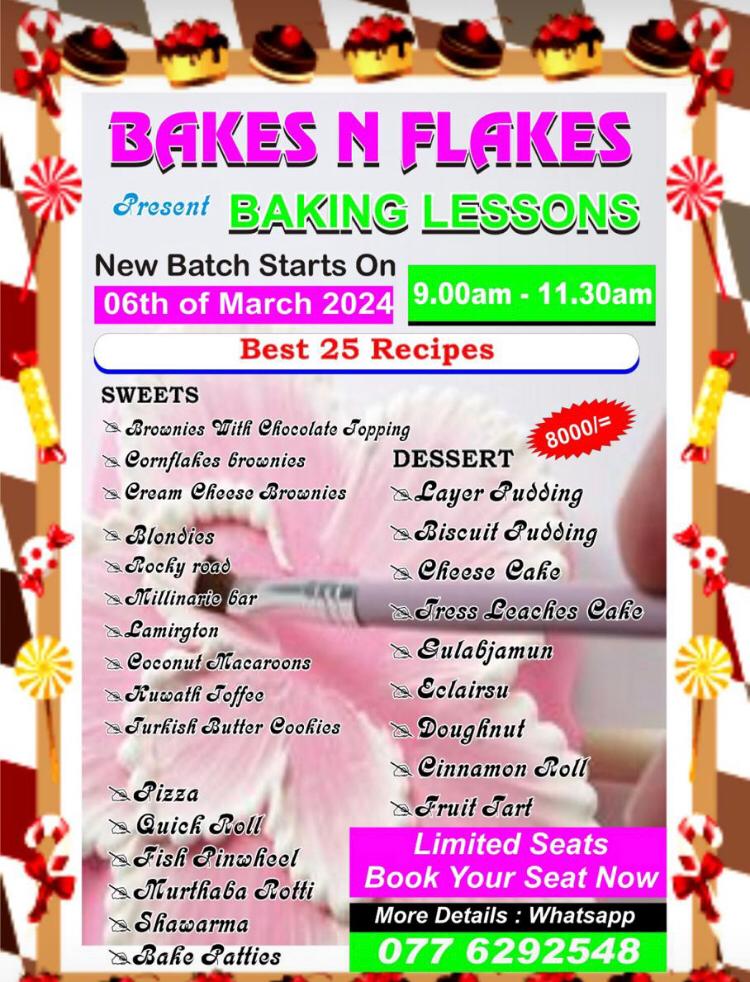 BAKES N FLAKES
Present BAKING LESSONS
New Batch Starts On
06th of March 2024
9.00am - 11.30am
Best 25 Recipes
SWEETS
Brownies With Chocolate Topping
Cornflakes brownies
Cream Cheese Brownies
Blondies
Rocky road
Millinarie bar
Lamirgton
Coconut Macaroons
Kuwath Toffee
Turkish Butter Cookies
Pizza
Quick Roll
Fish Pinwheel
Murthaba Rotti
Shawarma
Bake Patties
8000/=
DESSERT
Layer Pudding
Biscuit Pudding
Cheese Cake
Tress Leaches Cake
Gulabjamun
Eclairsu
Doughnut
Cinnamon Roll
Fruit Tart
Limited Seats
Book Your Seat Now
More Details : Whatsapp
077 6292548